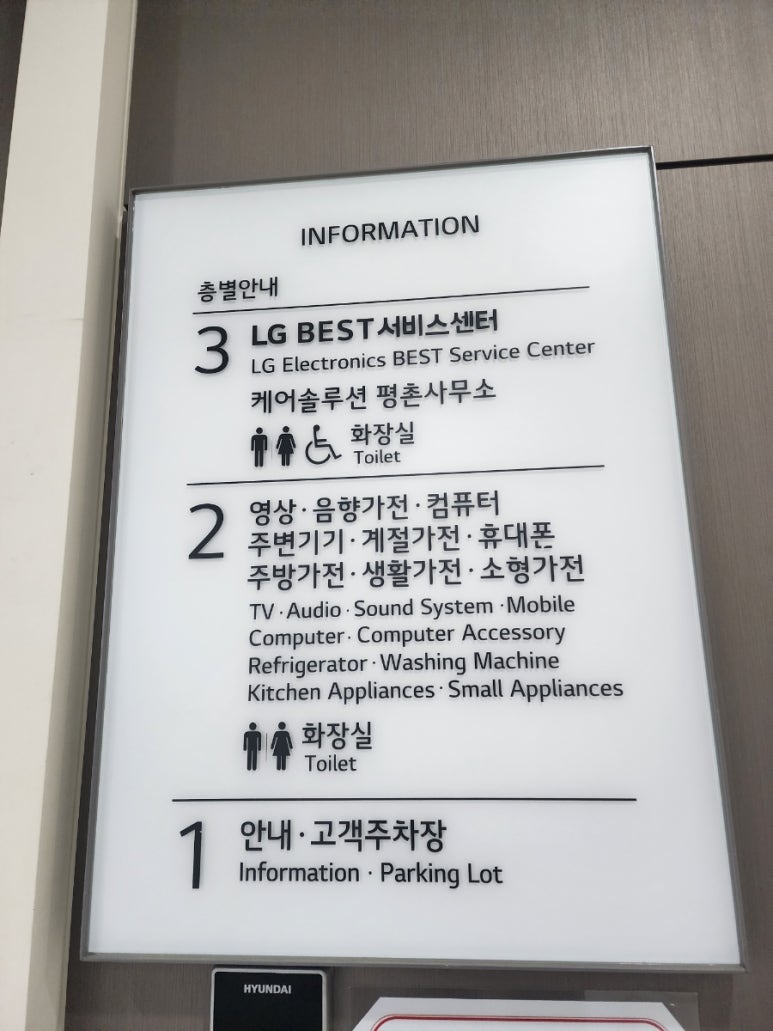 INFORMATION
층별안내
3
LG BEST서비스센터
LG Electronics BEST Service Center
케어솔루션 평촌사무소
화장실
Toilet
2
영상·음향가전·컴퓨터
주변기기·계절가전·휴대폰
주방가전·생활가전·소형가전
TV·Audio·Sound System·Mobile
Computer·Computer Accessory
Refrigerator·Washing Machine
Kitchen Appliances·Small Appliances
화장실
Toilet
1
안내·고객주차장
Information·Parking Lot
HYUNDAI